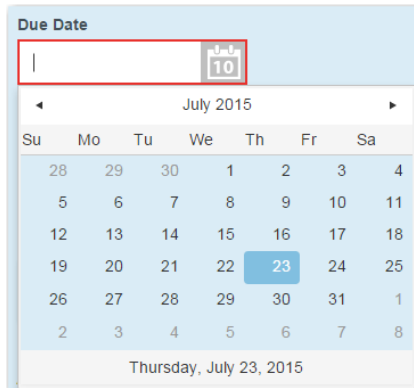 Due Date
10
July 2015
Su Mo Tu We Th Fr Sa
28 29 30 1 2 3 4
5 6 7 8 9 10 11
12 13 14 15 16 17 18
19 20 21 22 23 24 25
26 27 28 29 30 31 1
2 3 4 5 6 7 8
Thursday, July 23, 2015